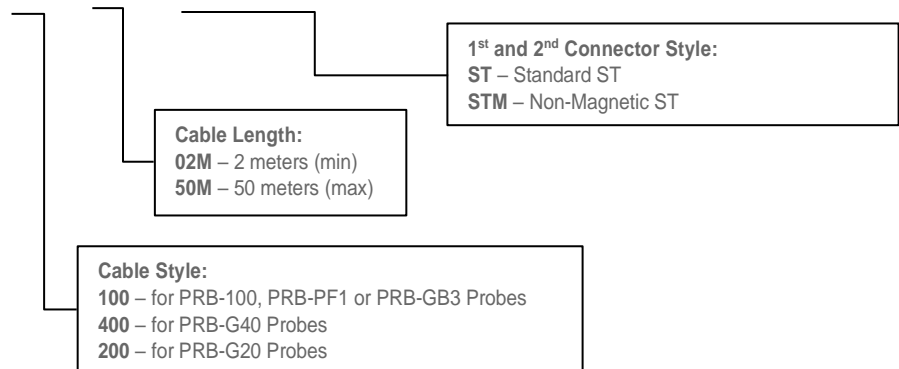 1st and 2nd Connector Style:
ST – Standard ST
STM – Non-Magnetic ST
Cable Length:
02M – 2 meters (min)
50M – 50 meters (max)
Cable Style:
100 – for PRB-100, PRB-PF1 or PRB-GB3 Probes
400 – for PRB-G40 Probes
200 – for PRB-G20 Probes